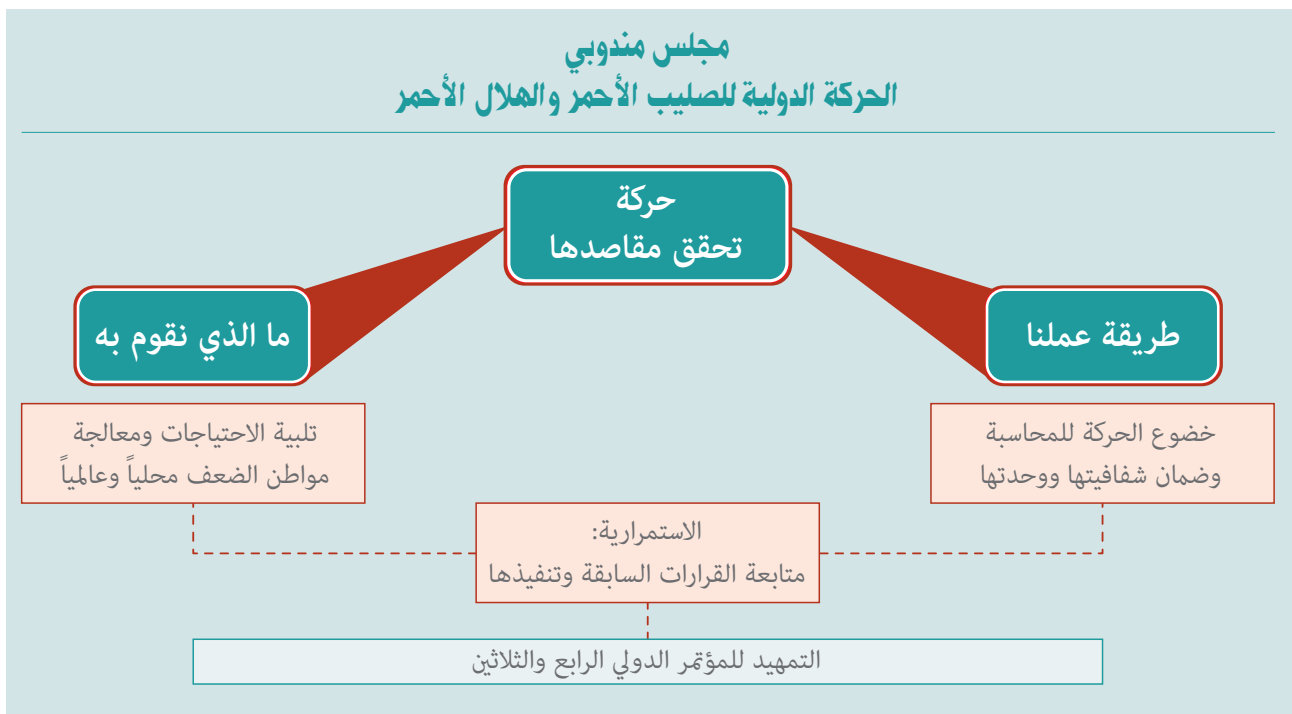 مجلس مندوبي
الحركة الدولية للصليب الأحمر والهلال الأحمر
حركة
تحقق مقاصدها
طريقة عملنا
ما الذي نقوم به
خضوع الحركة للمحاسبة
وضمان شفافيتها ووحدتها
تلبية الاحتياجات ومعالجة
مواطن الضعف محلياً وعالمياً
الاستمرارية:
متابعة القرارات السابقة وتنفيذها
التمهيد للمؤتمر الدولي الرابع والثلاثين